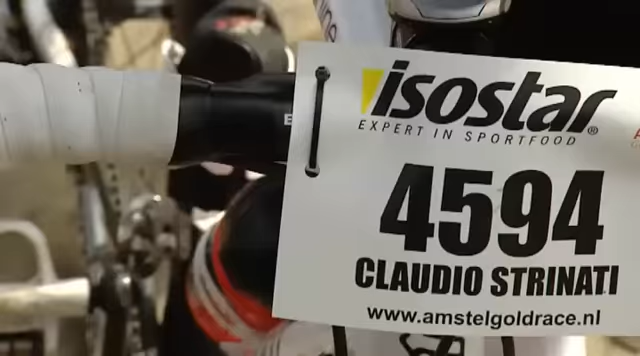 isostar®
EXPERT IN SPORTFOOD
4594
CLAUDIO STRINATI
www.amstelgoldrace.nl